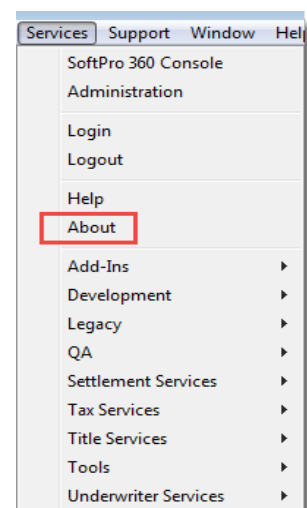 Services Support Window Help
SoftPro 360 Console
Administration
Login
Logout
Help
About
Add-Ins
Development
Legacy
QA
Settlement Services
Tax Services
Title Services
Tools
Underwriter Services